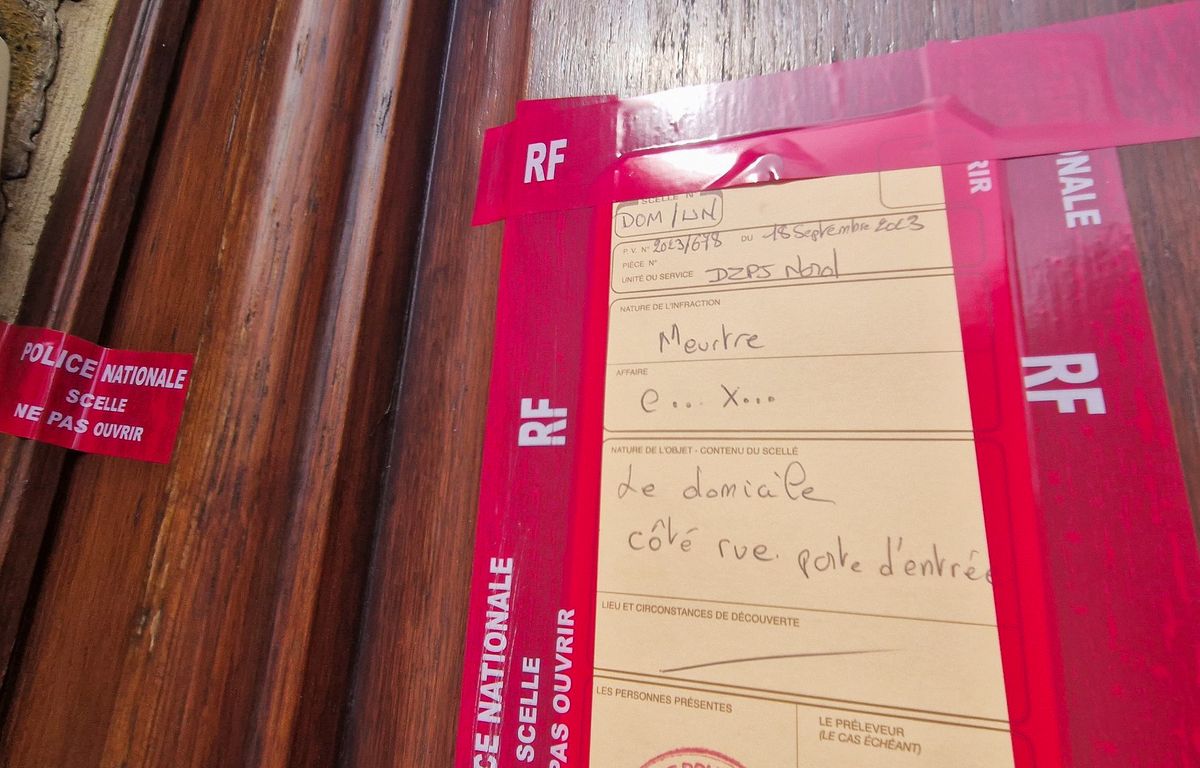 POLICE NATIONALE
SCELLE
NE PAS OUVRIR
RF
RF
CE NATIONALE
SCELLE
PAS OUVRIR
RIR
ONALE
RF
SCELLE N°
DOM/UN
P.V. N° 2023/678 DU 18 Septembre 2023
PIÈCE N°
UNITÉ OU SERVICE DZPJ Nord
NATURE DE L'INFRACTION
Meurtre
AFFAIRE
C... X...
NATURE DE L'OBJET - CONTENU DU SCELLÉ
Le domicile
côté rue. porte d'entrée
LIEU ET CIRCONSTANCES DE DÉCOUVERTE
LES PERSONNES PRÉSENTES
LE PRÉLEVEUR
(LE CAS ÉCHÉANT)